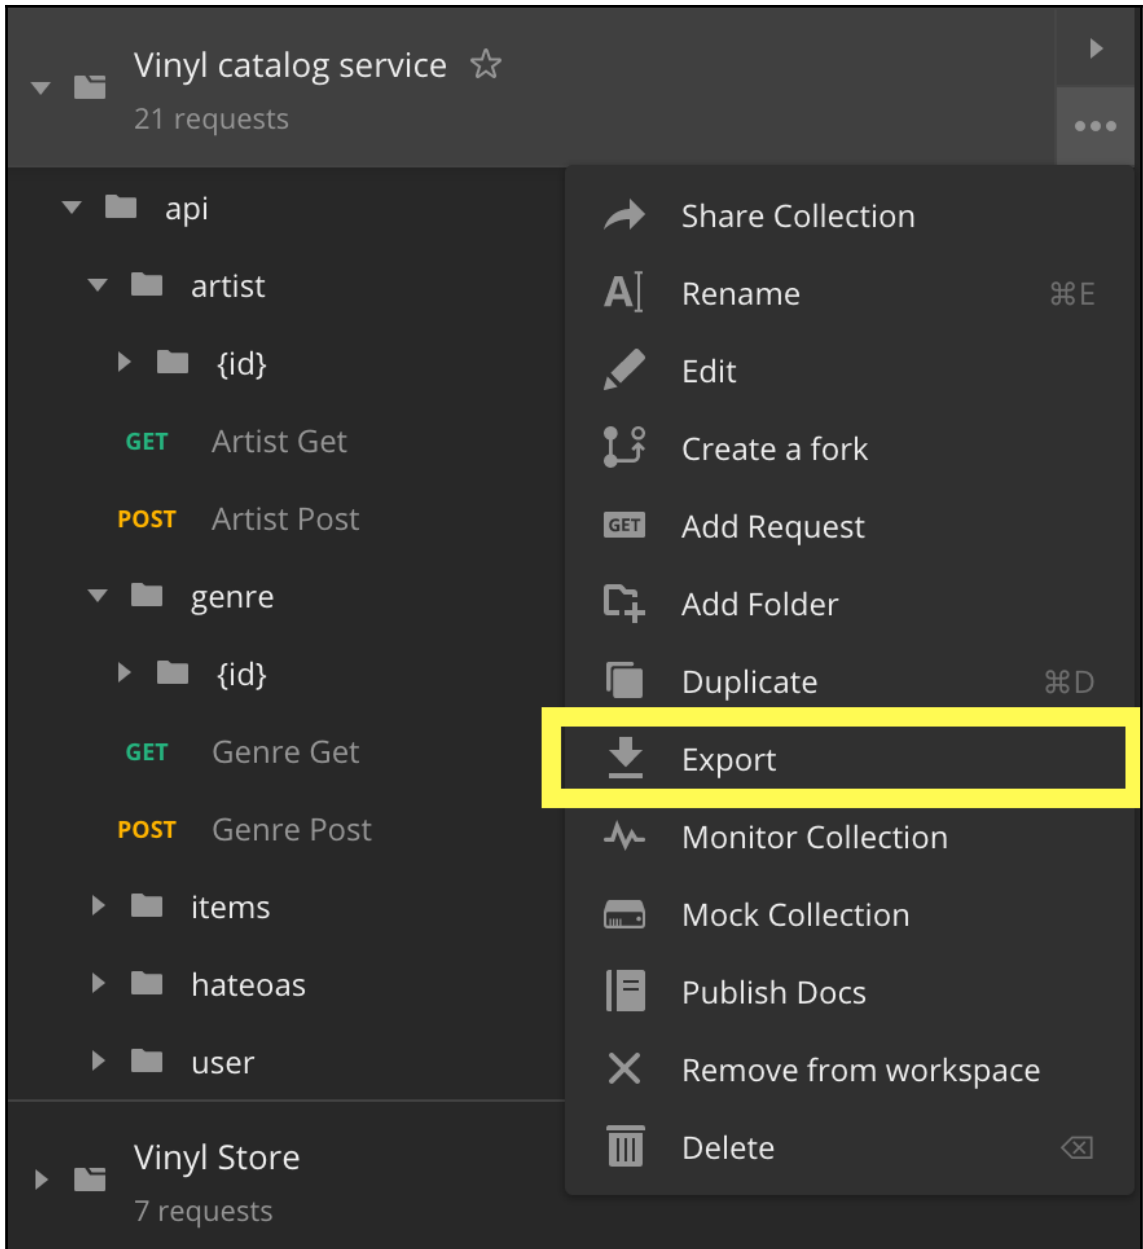 Vinyl catalog service
21 requests
api
artist
{id}
GET Artist Get
POST Artist Post
genre
{id}
GET Genre Get
POST Genre Post
items
hateoas
user
Vinyl Store
7 requests
Share Collection
Rename ⌘E
Edit
Create a fork
GET Add Request
Add Folder
Duplicate ⌘D
Export
Monitor Collection
Mock Collection
Publish Docs
Remove from workspace
Delete